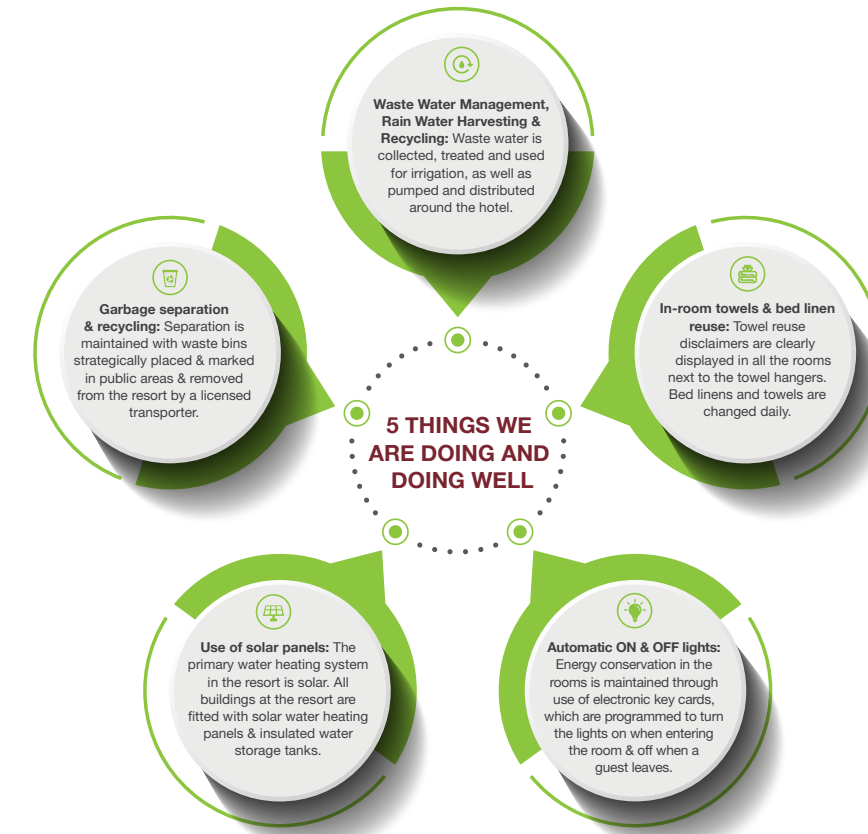 Waste Water Management,
Rain Water Harvesting &
Recycling: Waste water is
collected, treated and used
for irrigation, as well as
pumped and distributed
around the hotel.
Garbage separation
& recycling: Separation is
maintained with waste bins
strategically placed & marked
in public areas & removed
from the resort by a licensed
transporter.
In-room towels & bed linen
reuse: Towel reuse
disclaimers are clearly
displayed in all the rooms
next to the towel hangers.
Bed linens and towels are
changed daily.
5 THINGS WE
ARE DOING AND
DOING WELL
Use of solar panels: The
primary water heating system
in the resort is solar. All
buildings at the resort are
fitted with solar water heating
panels & insulated water
storage tanks.
Automatic ON & OFF lights:
Energy conservation in the
rooms is maintained through
use of electronic key cards,
which are programmed to turn
the lights on when entering
the room & off when a
guest leaves.